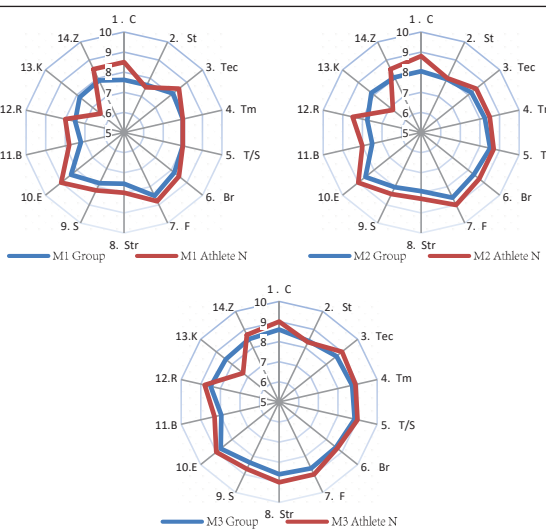 1 . C
2. St
3. Tec
4. Tm
5. T/S
6. Br
7. F
8. Str
9. S
10.E
11.B
12.R
13.K
14.Z
10
9
8
7
6
5
M1 Group
M1 Athlete N
1 . C
2. St
3. Tec
4. Tm
5. T
6. Br
7. F
8. Str
9. S
10.E
11.B
12.R
13.K
14.Z
10
9
8
7
6
5
M2 Group
M2 Athlete N
1 . C
2. St
3. Tec
4. Tm
5. T/S
6. Br
7. F
8. Str
9. S
10.E
11.B
12.R
13.K
14.Z
10
9
8
7
6
5
M3 Group
M3 Athlete N